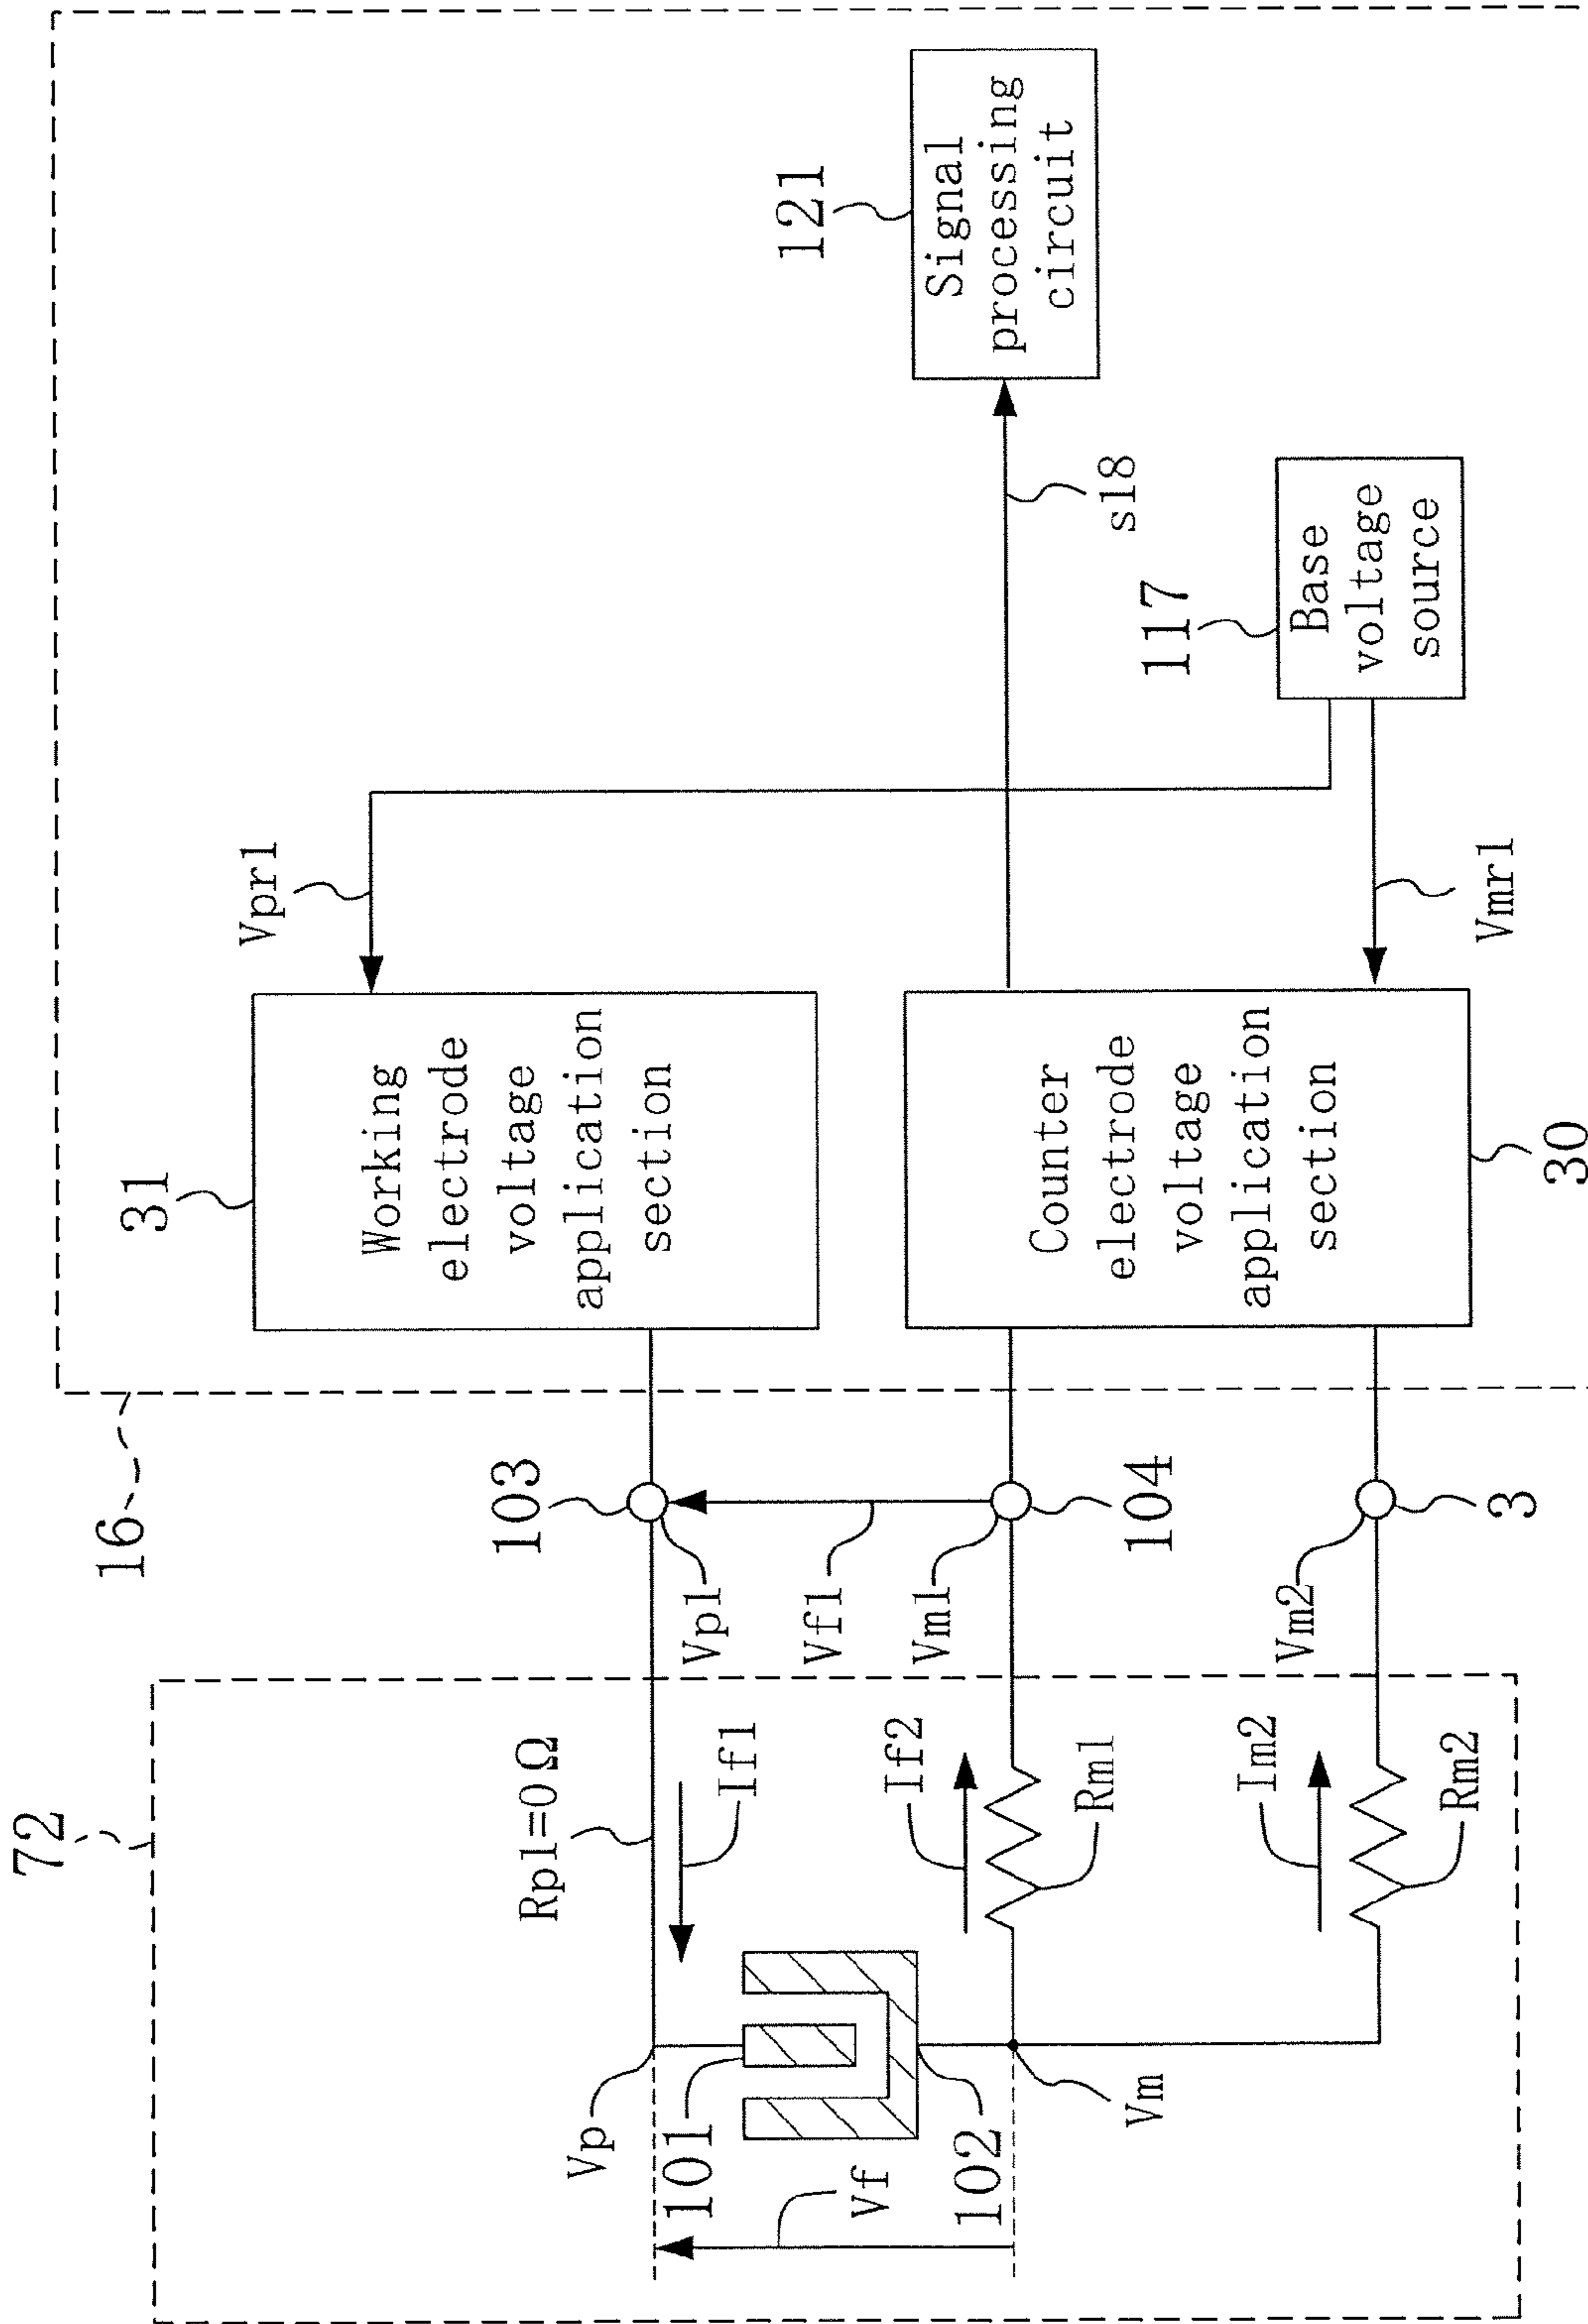 72
16
31
Working
electrode
voltage
application
section
Vpr1
Rp1=0Ω
If1
Vp
101
Vf
102
Vm
If2
Rm1
Im2
Rm2
103
Vp1
Vf1
Vm1
104
Vm2
3
Counter
electrode
voltage
application
section
30
Vmr1
117
Base
voltage
source
s18
121
Signal
processing
circuit